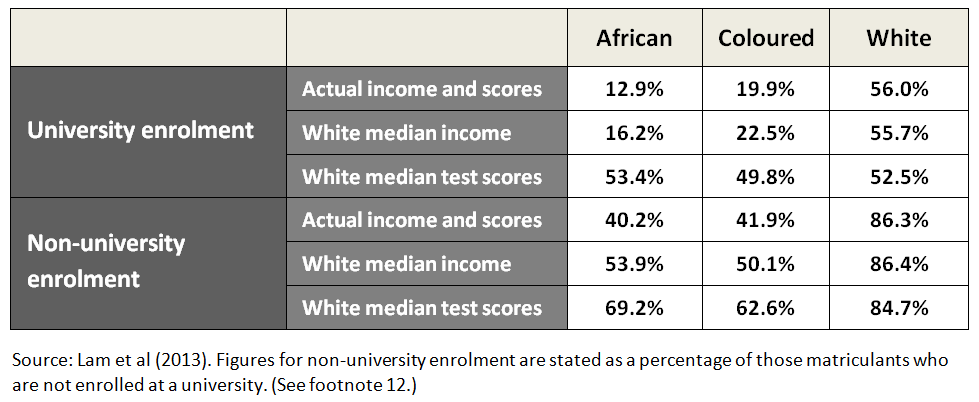 African Coloured White
University enrolment
Actual income and scores 12.9% 19.9% 56.0%
White median income 16.2% 22.5% 55.7%
White median test scores 53.4% 49.8% 52.5%
Non-university
enrolment
Actual income and scores 40.2% 41.9% 86.3%
White median income 53.9% 50.1% 86.4%
White median test scores 69.2% 62.6% 84.7%
Source: Lam et al (2013). Figures for non-university enrolment are stated as a percentage of those matriculants who
are not enrolled at a university. (See footnote 12.)